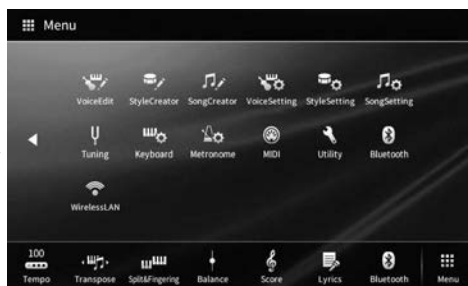 Menu
VoiceEdit StyleCreator SongCreator VoiceSetting StyleSetting SongSetting
Tuning Keyboard Metronome MIDI Utility Bluetooth
WirelessLAN
100
Tempo Transpose Split&Fingering Balance Score Lyrics Bluetooth Menu